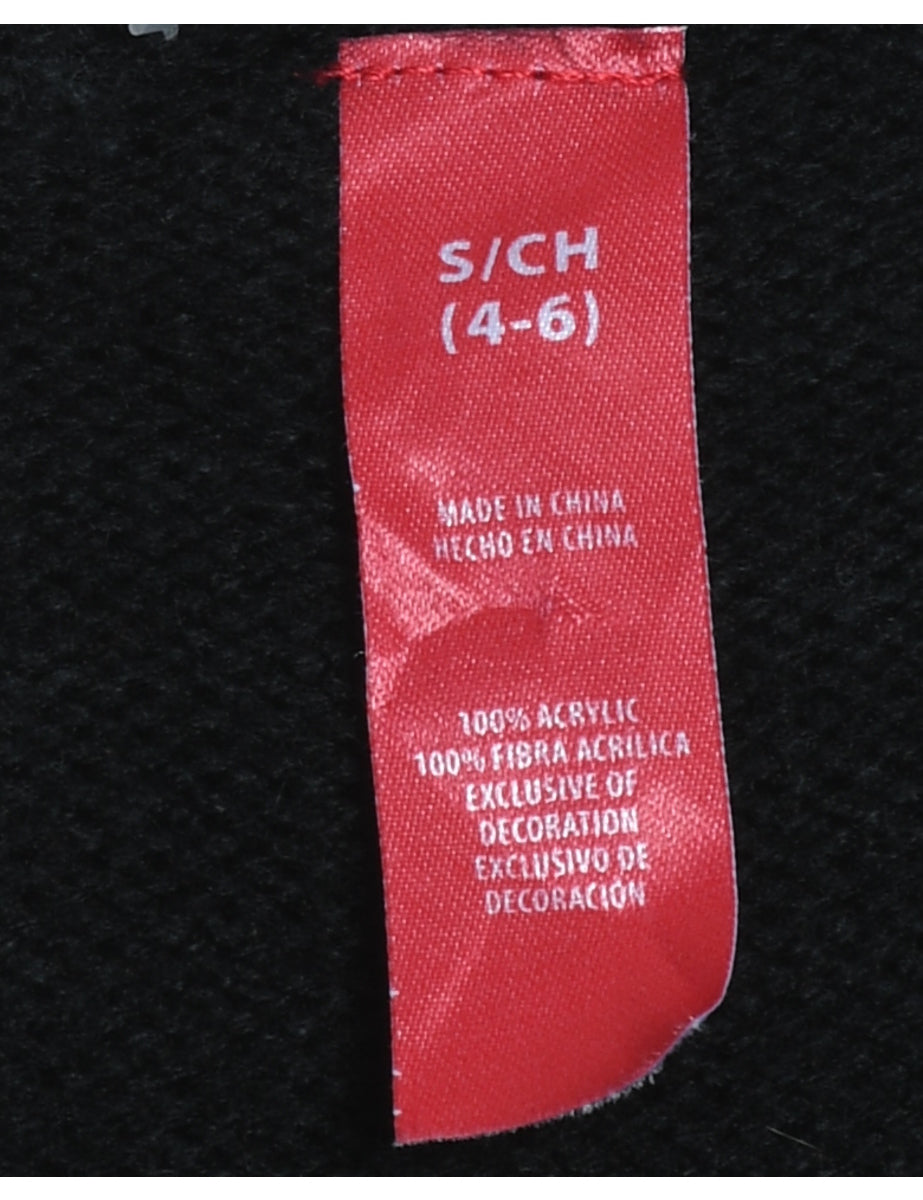 S/CH
(4-6)
MADE IN CHINA
HECHO EN CHINA
100% ACRYLIC
100% FIBRA ACRILICA
EXCLUSIVE OF
DECORATION
EXCLUSIVO DE
DECORACIÓN